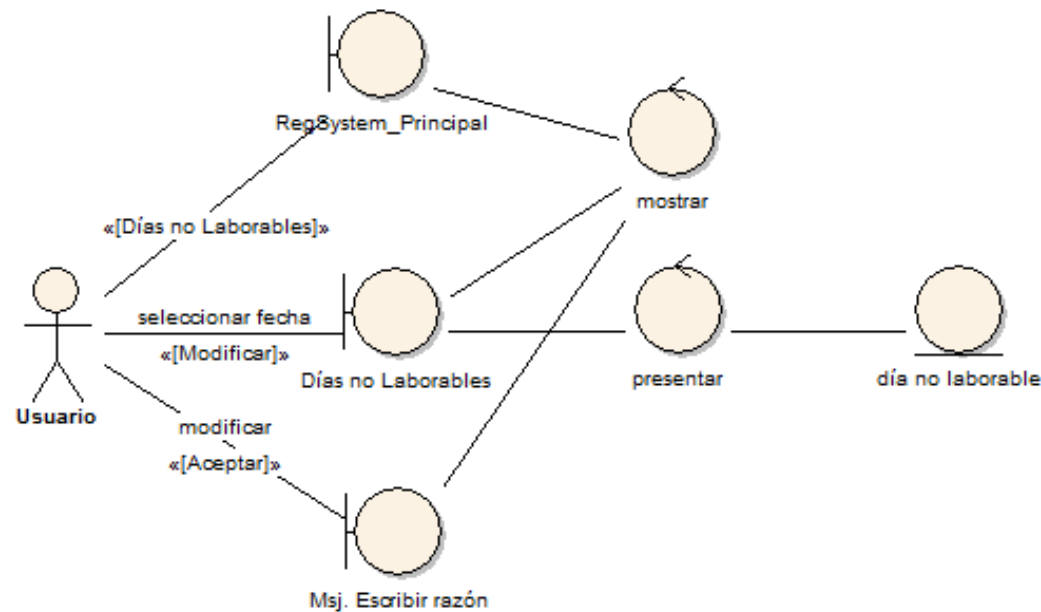 RegSystem_Principal
mostrar
«[Días no Laborables]»
seleccionar fecha
«[Modificar]»
Días no Laborables
presentar
día no laborable
Usuario
modificar
«[Aceptar]»
Msj. Escribir razón